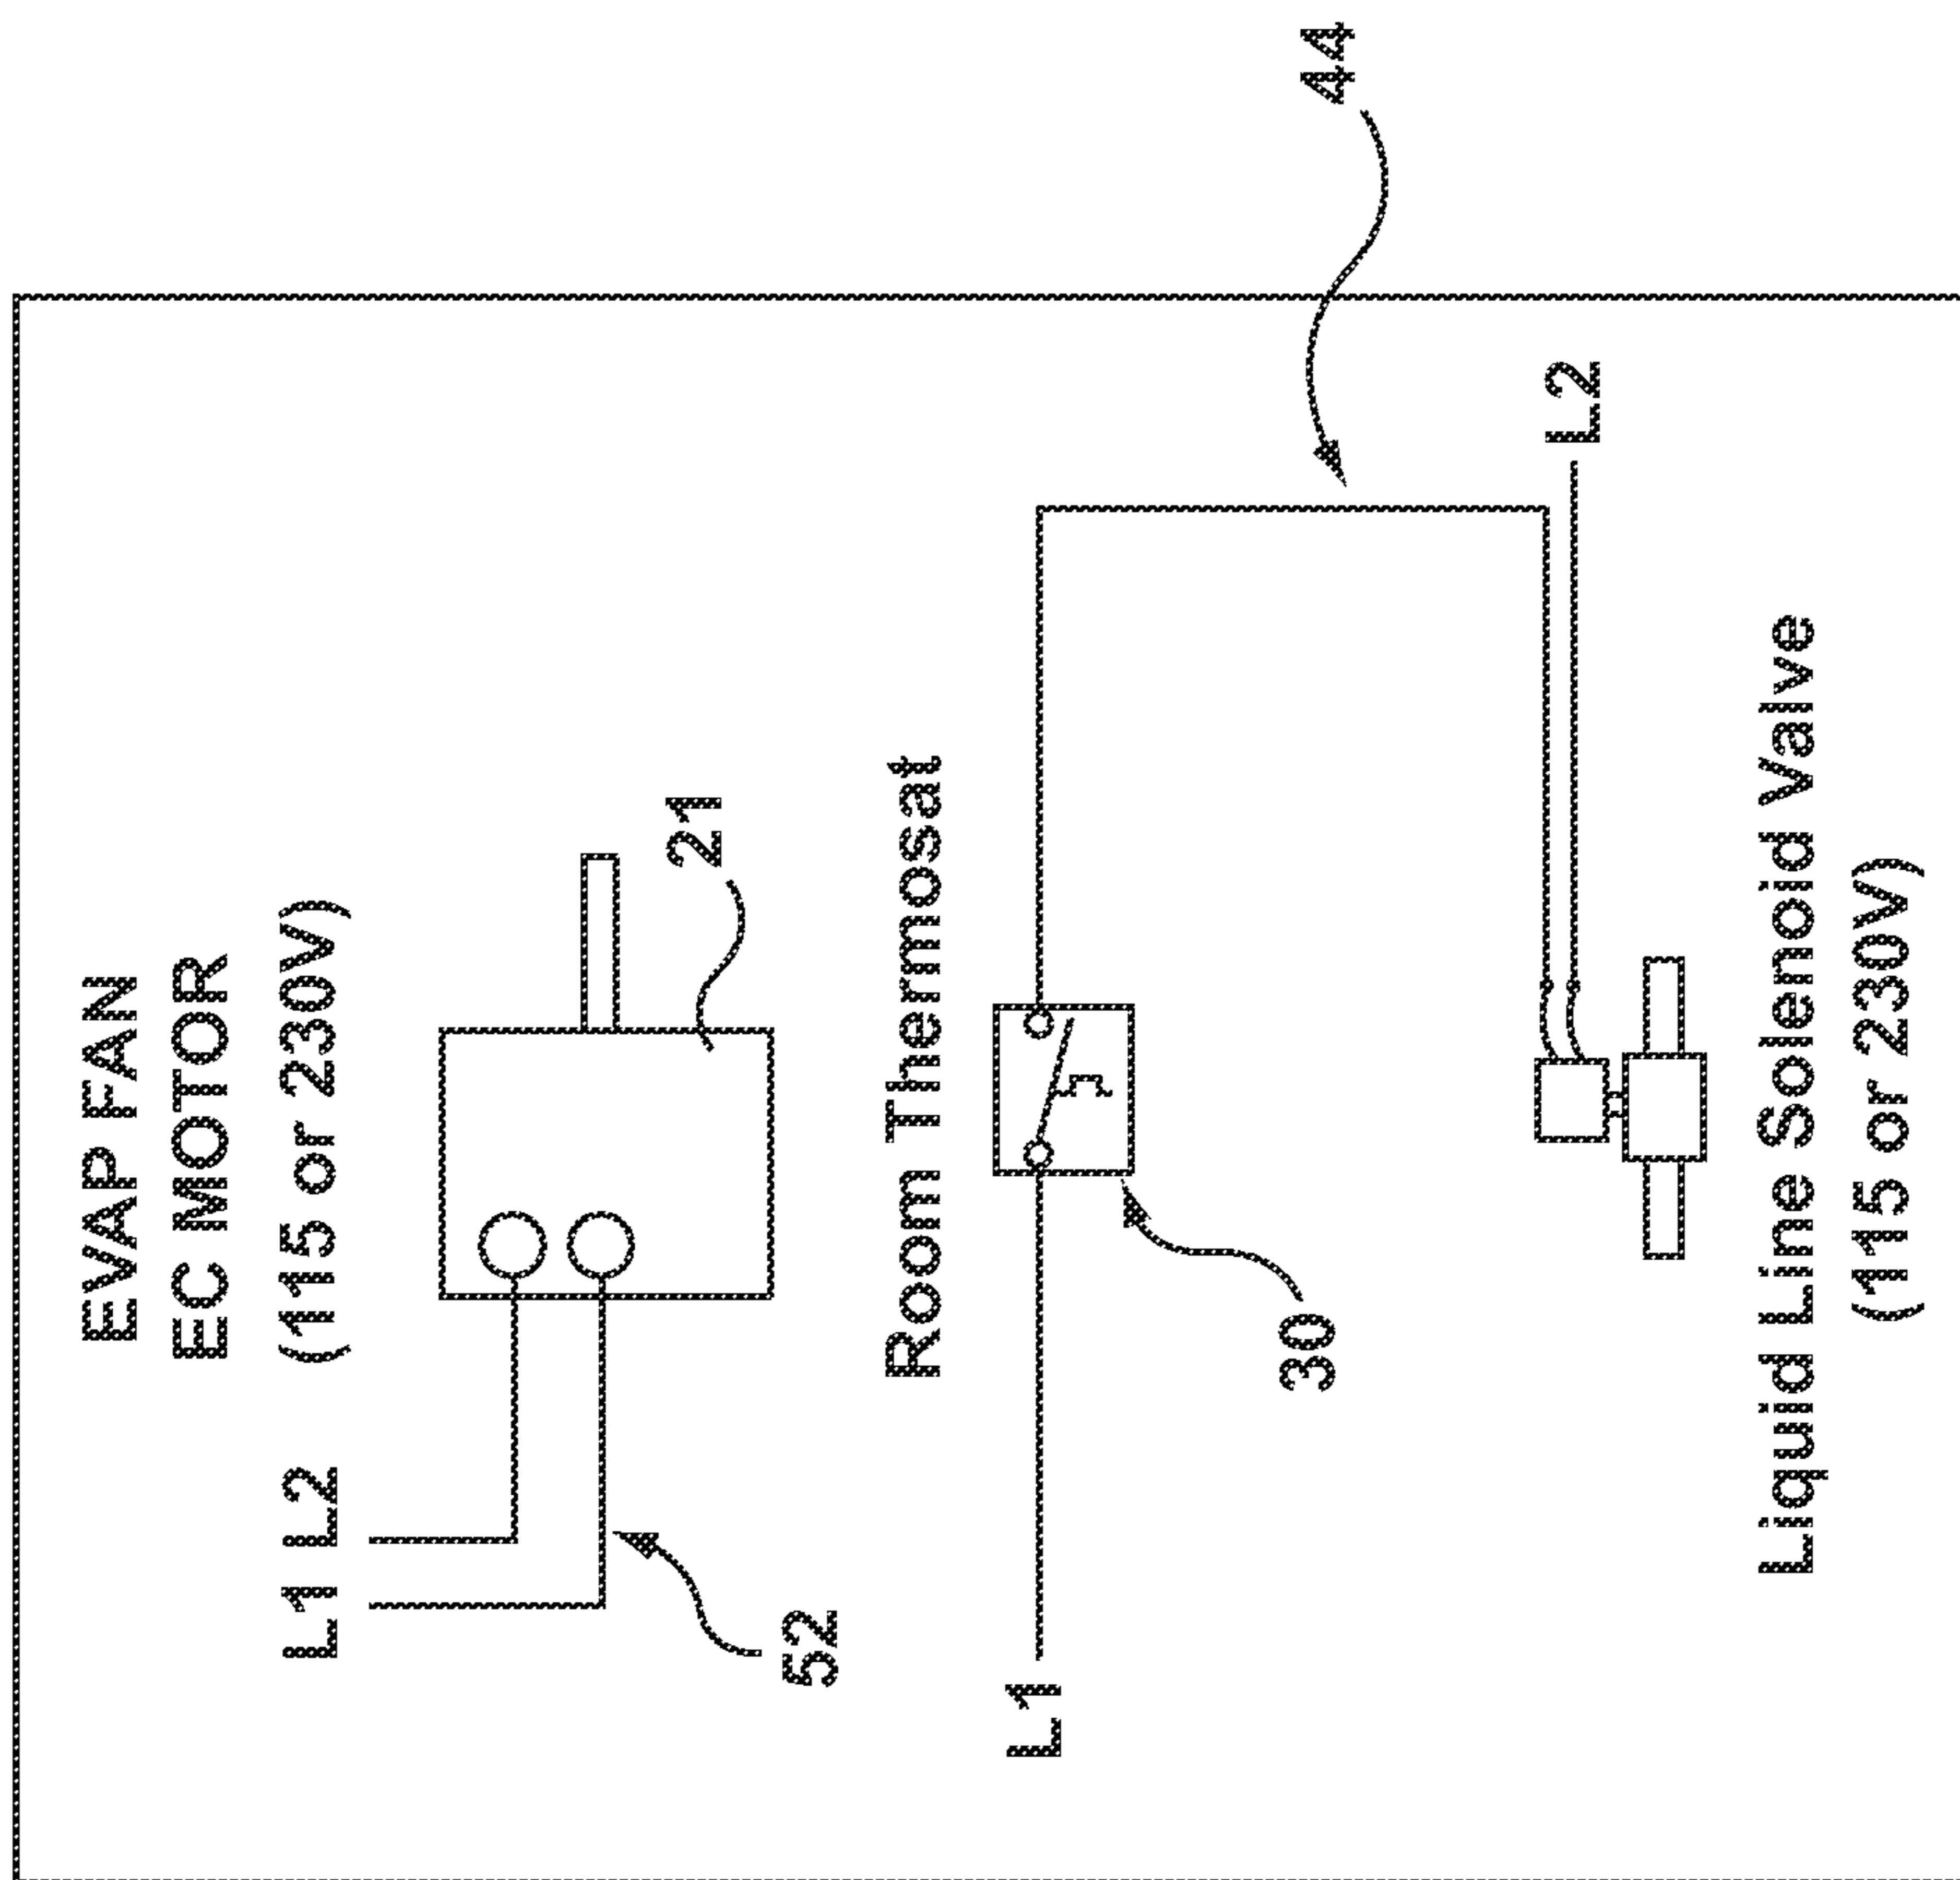 EVAP FAN
EC MOTOR
L1 L2 (115 or 230V)
21
52
Room Thermosat
L1
30
44
L2
Liquid Line Solenoid Valve
(115 or 230V)